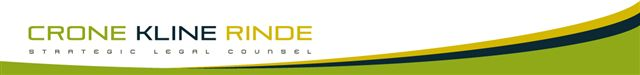 CRONE KLINE RINDE
STRATEGIC LEGAL COUNSEL